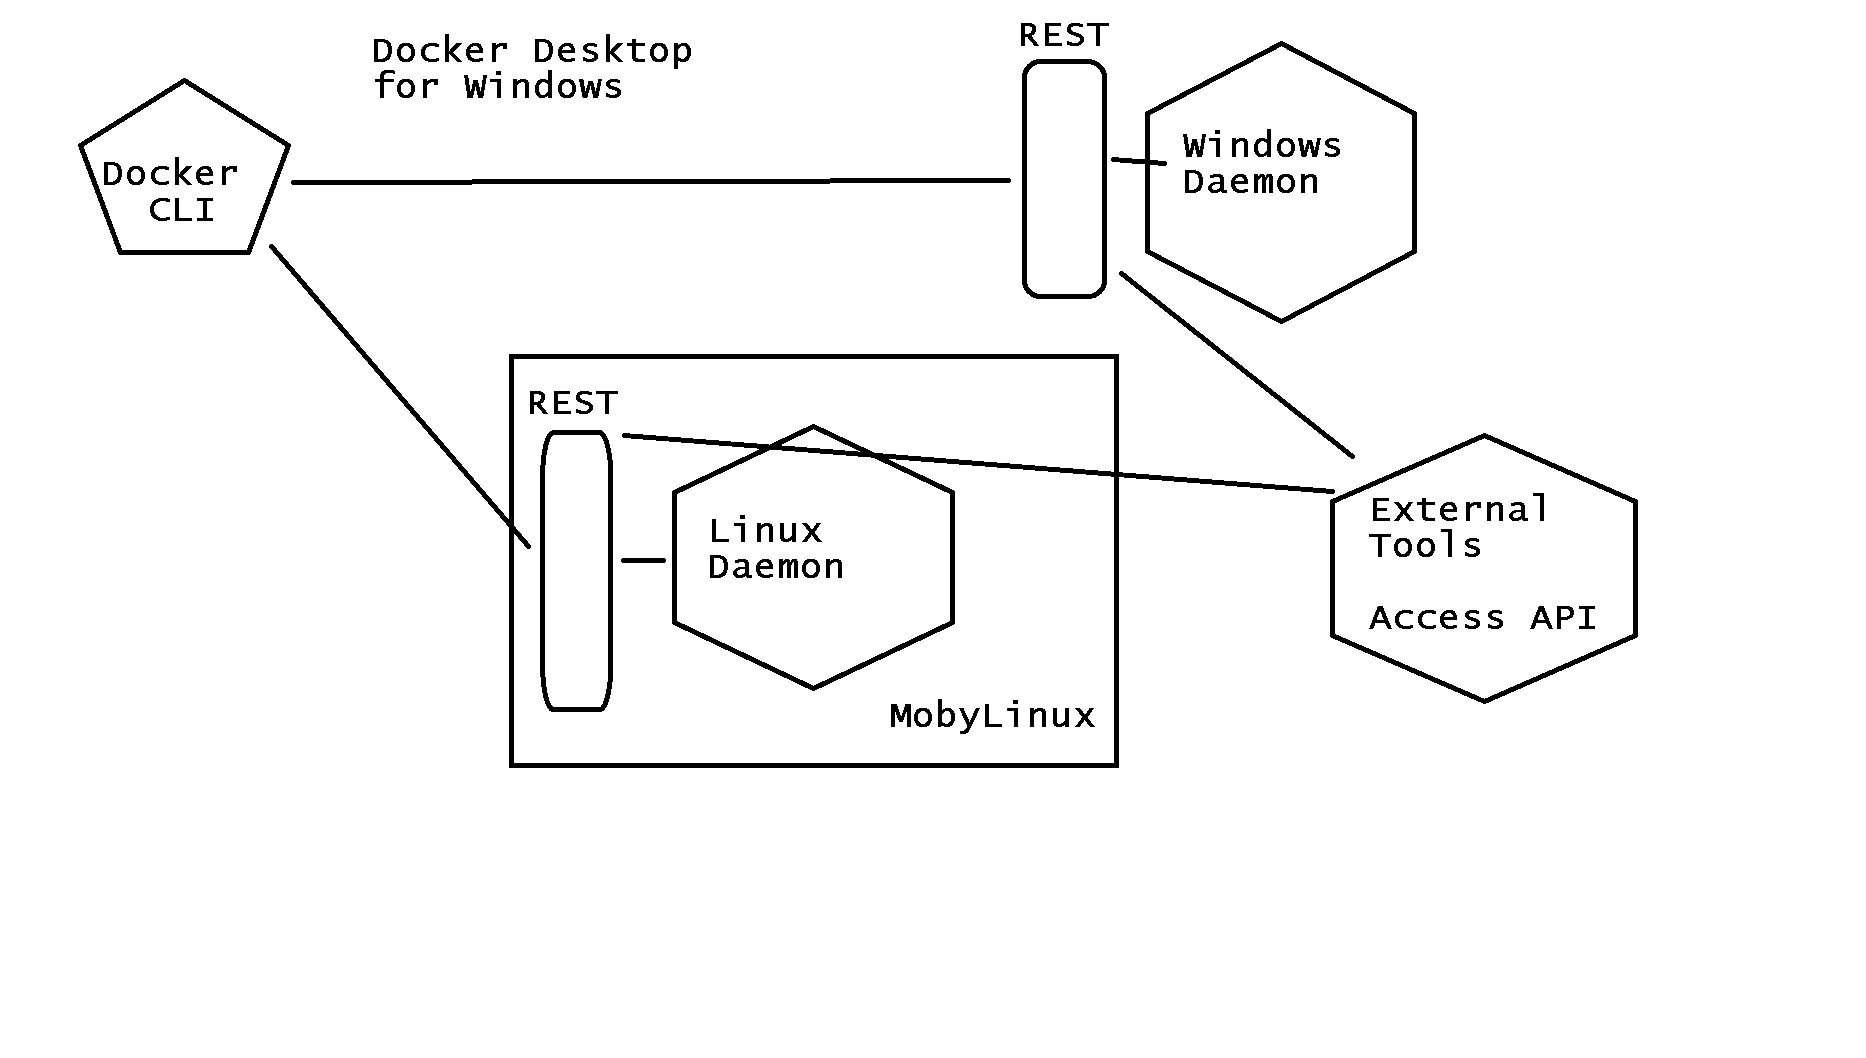 Docker Desktop
for Windows
REST
Docker
CLI
Windows
Daemon
REST
Linux
Daemon
MobyLinux
External
Tools
Access API